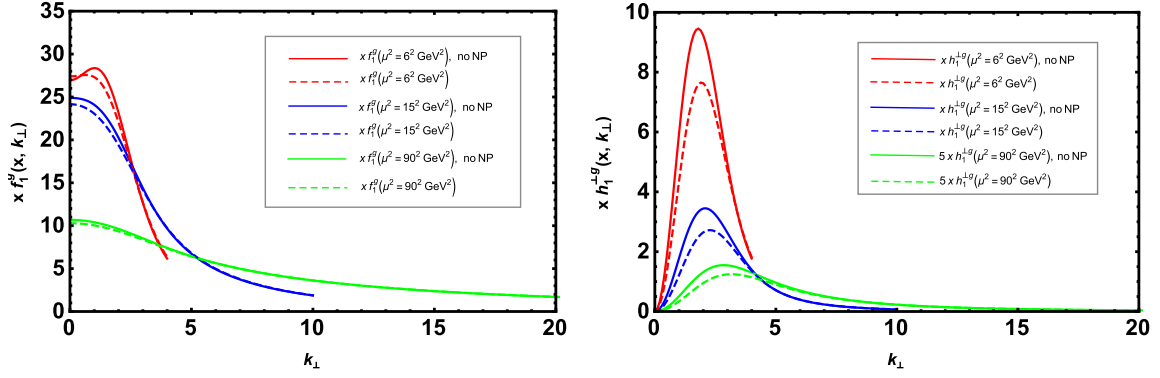 x f₁ᵍ(x, k⊥)
35
30
25
20
15
10
5
0
0 5 10 15 20
k⊥
x f₁ᵍ(μ² = 6² GeV²), no NP
x f₁ᵍ(μ² = 6² GeV²)
x f₁ᵍ(μ² = 15² GeV²), no NP
x f₁ᵍ(μ² = 15² GeV²)
x f₁ᵍ(μ² = 90² GeV²), no NP
x f₁ᵍ(μ² = 90² GeV²)
x h₁^⊥g(x, k⊥)
10
8
6
4
2
0
0 5 10 15 20
k⊥
x h₁^⊥g(μ² = 6² GeV²), no NP
x h₁^⊥g(μ² = 6² GeV²)
x h₁^⊥g(μ² = 15² GeV²), no NP
x h₁^⊥g(μ² = 15² GeV²)
5 x h₁^⊥g(μ² = 90² GeV²), no NP
5 x h₁^⊥g(μ² = 90² GeV²)